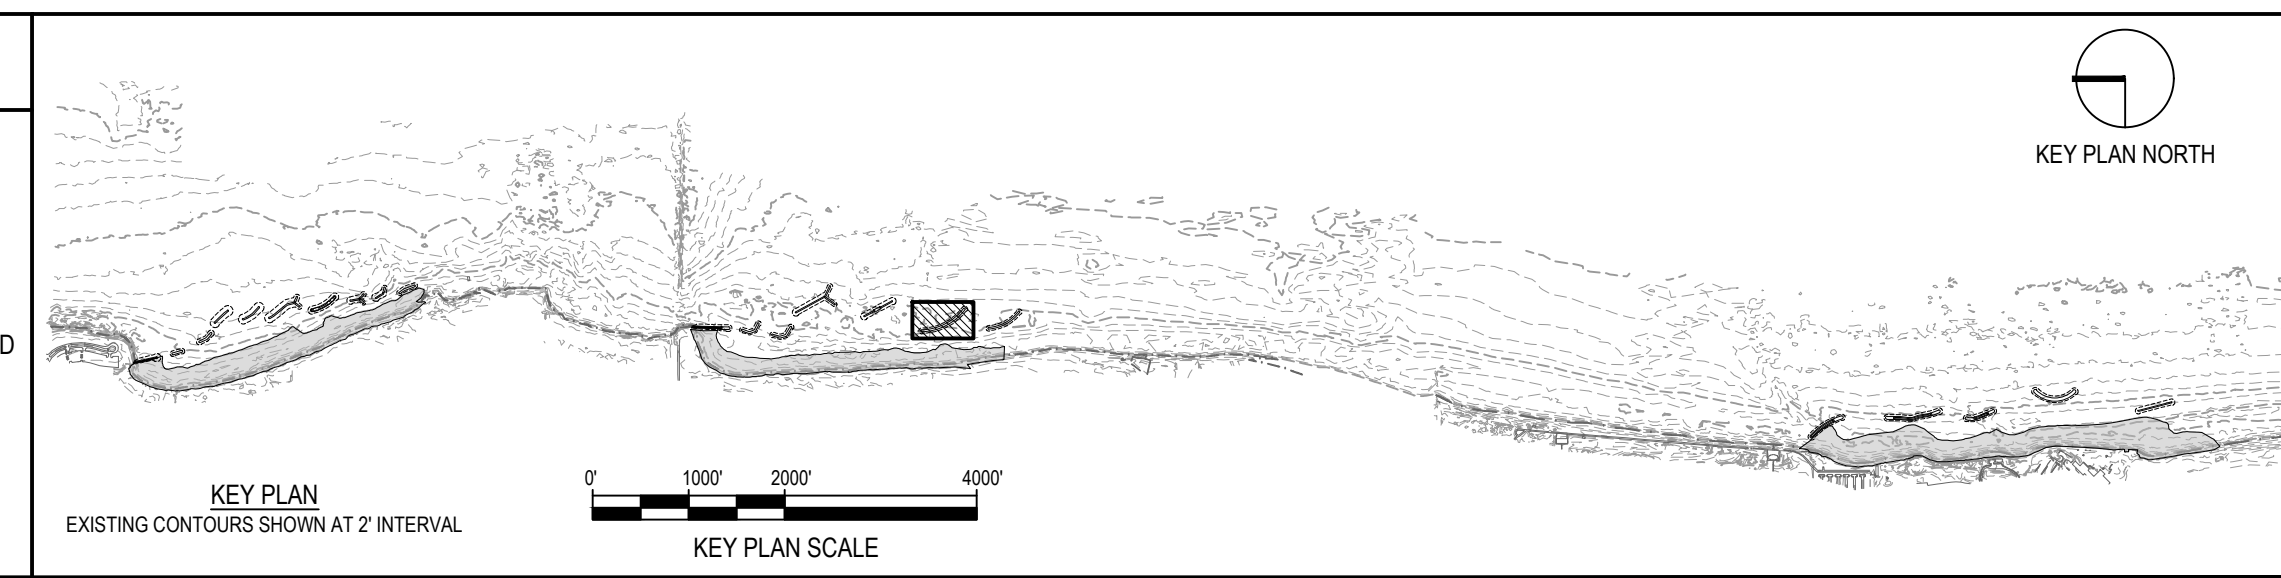 KEY PLAN NORTH
D
0' 1000' 2000' 4000'
KEY PLAN
EXISTING CONTOURS SHOWN AT 2' INTERVAL
KEY PLAN SCALE